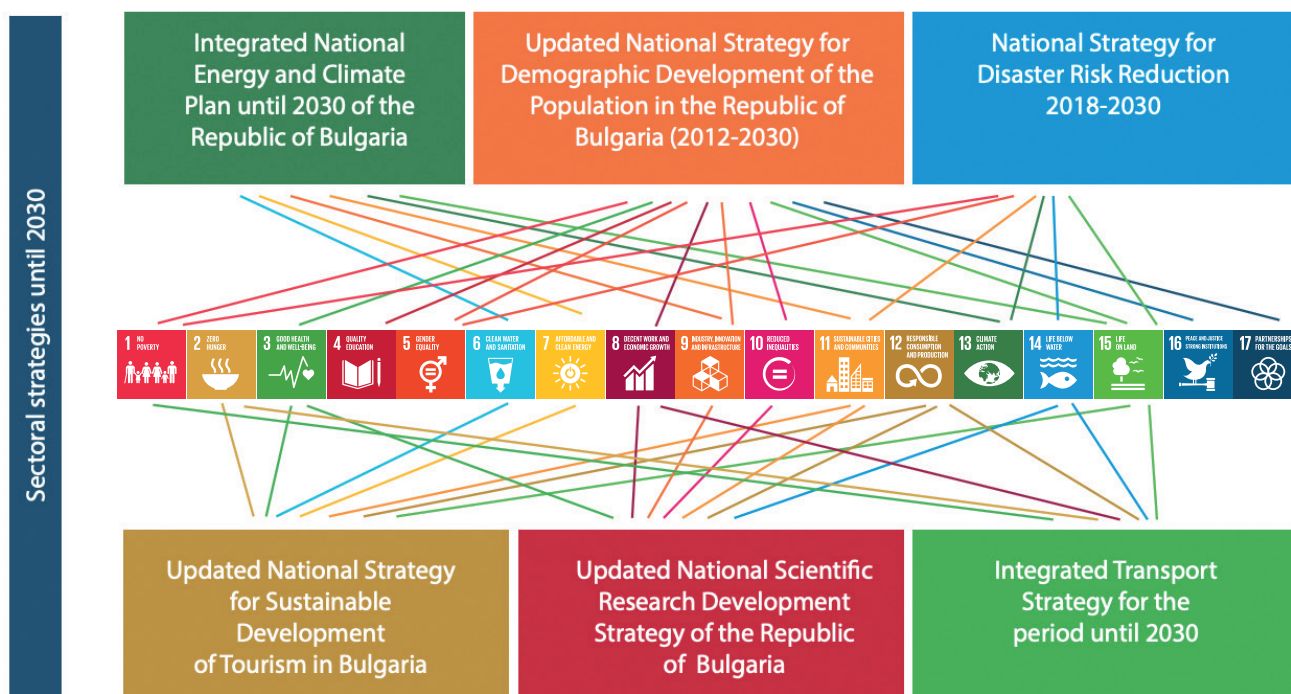 Sectoral strategies until 2030
Integrated National
Energy and Climate
Plan until 2030 of the
Republic of Bulgaria
Updated National Strategy for
Demographic Development of the
Population in the Republic of
Bulgaria (2012-2030)
National Strategy for
Disaster Risk Reduction
2018-2030
1 NO
POVERTY
2 ZERO
HUNGER
3 GOOD HEALTH
AND WELL-BEING
4 QUALITY
EDUCATION
5 GENDER
EQUALITY
6 CLEAN WATER
AND SANITATION
7 AFFORDABLE AND
CLEAN ENERGY
8 DECENT WORK AND
ECONOMIC GROWTH
9 INDUSTRY, INNOVATION
AND INFRASTRUCTURE
10 REDUCED
INEQUALITIES
11 SUSTAINABLE CITIES
AND COMMUNITIES
12 RESPONSIBLE
CONSUMPTION
AND PRODUCTION
13 CLIMATE
ACTION
14 LIFE BELOW
WATER
15 LIFE
ON LAND
16 PEACE AND JUSTICE
STRONG INSTITUTIONS
17 PARTNERSHIPS
FOR THE GOALS
Updated National Strategy
for Sustainable
Development
of Tourism in Bulgaria
Updated National Scientific
Research Development
Strategy of the Republic
of Bulgaria
Integrated Transport
Strategy for the
period until 2030